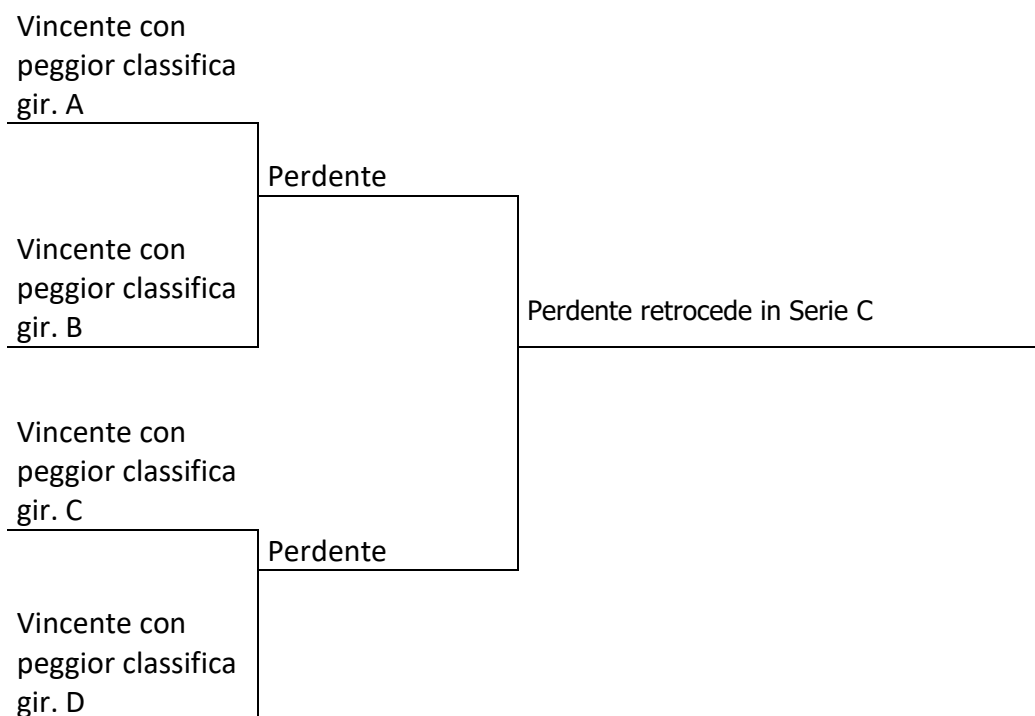 Vincente con
peggior classifica
gir. A
Perdente
Vincente con
peggior classifica
gir. B
Perdente retrocede in Serie C
Vincente con
peggior classifica
gir. C
Perdente
Vincente con
peggior classifica
gir. D